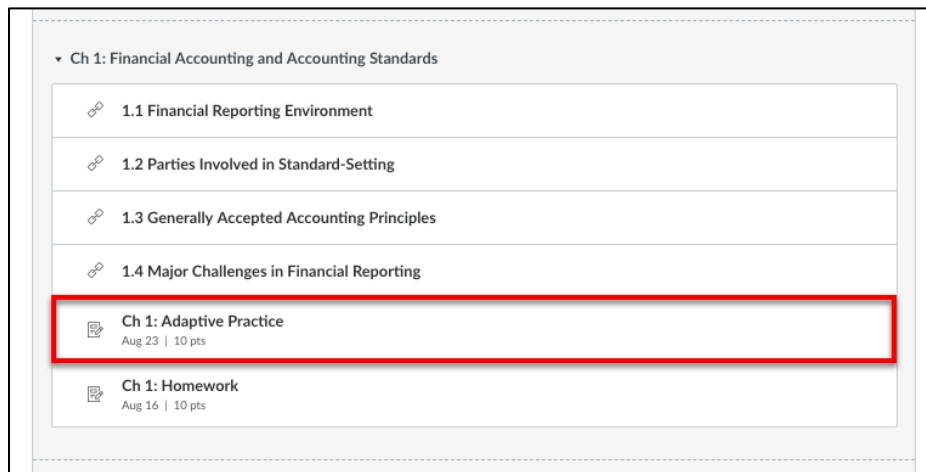 Ch 1: Financial Accounting and Accounting Standards
1.1 Financial Reporting Environment
1.2 Parties Involved in Standard-Setting
1.3 Generally Accepted Accounting Principles
1.4 Major Challenges in Financial Reporting
Ch 1: Adaptive Practice
Aug 23 | 10 pts
Ch 1: Homework
Aug 16 | 10 pts